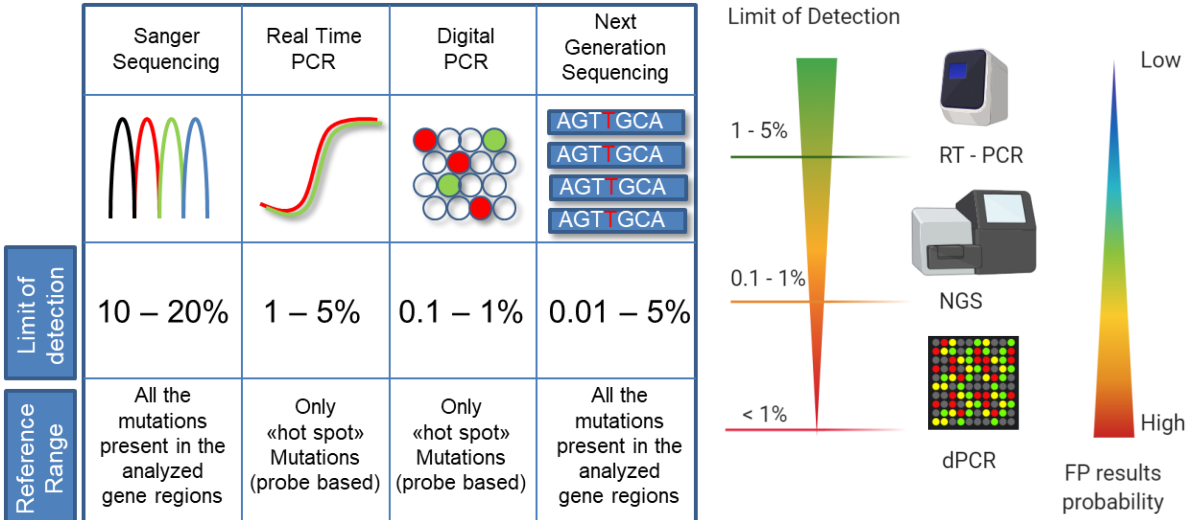 Sanger
Sequencing
Real Time
PCR
Digital
PCR
Next
Generation
Sequencing
AGTTGCA
AGTTGCA
AGTTGCA
AGTTGCA
Limit of
detection
10 – 20%
1 – 5%
0.1 – 1%
0.01 – 5%
Reference
Range
All the
mutations
present in the
analyzed
gene regions
Only
«hot spot»
Mutations
(probe based)
Only
«hot spot»
Mutations
(probe based)
All the
mutations
present in the
analyzed
gene regions
Limit of Detection
1 - 5%
RT - PCR
0.1 - 1%
NGS
< 1%
dPCR
Low
High
FP results
probability